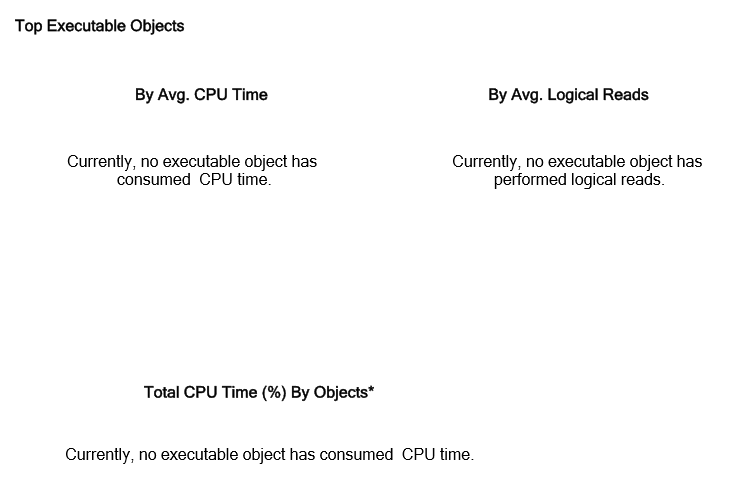 Top Executable Objects
By Avg. CPU Time
By Avg. Logical Reads
Currently, no executable object has
consumed  CPU time.
Currently, no executable object has
performed logical reads.
Total CPU Time (%) By Objects*
Currently, no executable object has consumed  CPU time.